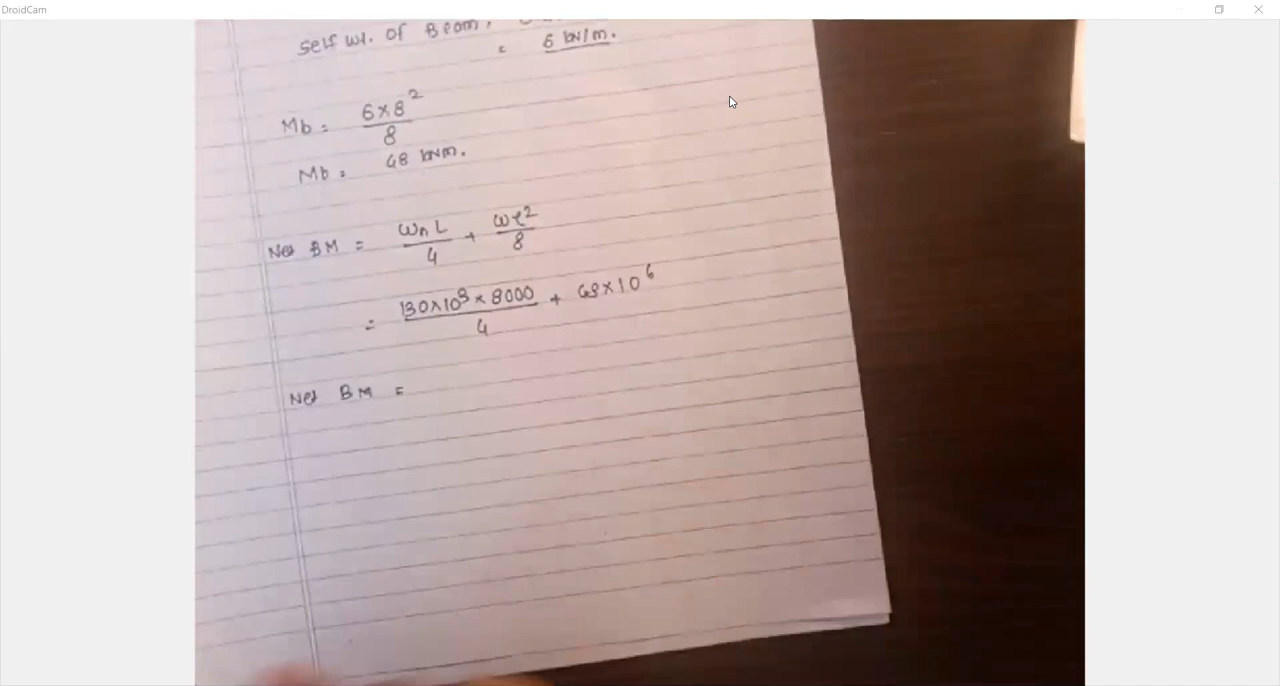 DroidCam
Self wt. of Beam.
= 6 kN/m.
Mb = 6×8² / 8
Mb = 48 kNm.
Net BM = WnL / 4 + wl² / 8
= 130×10³ × 8000 / 4 + 48×10⁶
Net BM =